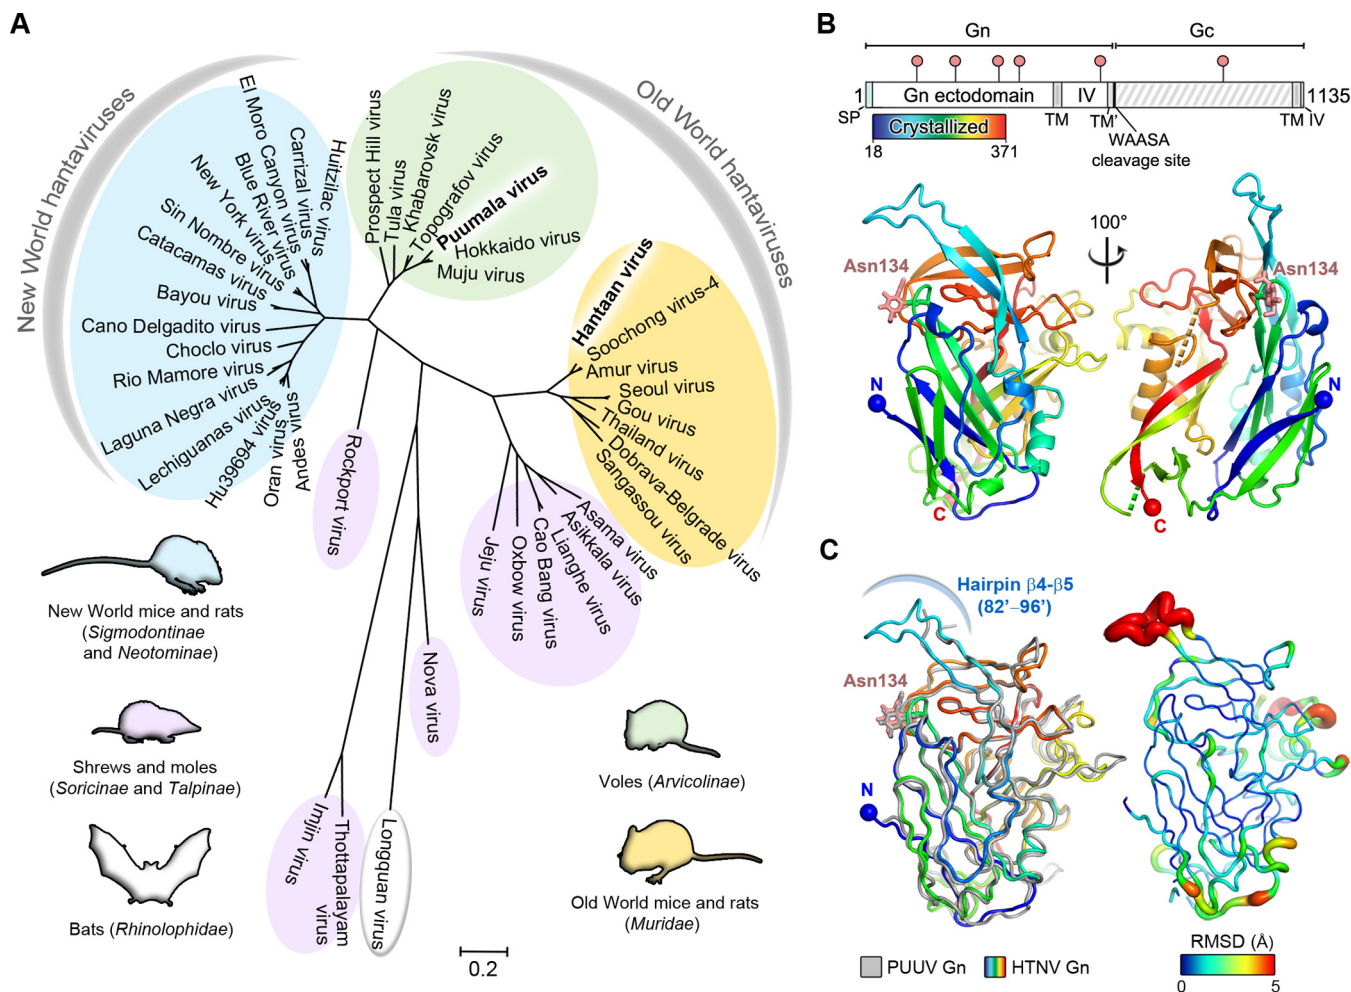 A
New World hantaviruses
Old World hantaviruses
El Moro Canyon virus
Carrizal virus
Huitzilac virus
Blue River virus
New York virus
Sin Nombre virus
Catacamas virus
Bayou virus
Cano Delgadito virus
Choclo virus
Rio Mamore virus
Laguna Negra virus
Lechiguanas virus
Hu39694 virus
Oran virus
Andes virus
Prospect Hill virus
Tula virus
Khabarovsk virus
Topografov virus
Puumala virus
Hokkaido virus
Muju virus
Hantaan virus
Soochong virus-4
Amur virus
Seoul virus
Gou virus
Thailand virus
Dobrava-Belgrade virus
Sangassou virus
Rockport virus
Asama virus
Asikkala virus
Lianghe virus
Cao Bang virus
Oxbow virus
Jeju virus
Nova virus
Imjin virus
Thottapalayam
virus
Longquan virus
New World mice and rats
(Sigmodontinae
and Neotominae)
Shrews and moles
(Soricinae and Talpinae)
Bats (Rhinolophidae)
Voles (Arvicolinae)
Old World mice and rats
(Muridae)
0.2
B
Gn
Gc
1
Gn ectodomain
IV
1135
SP
TM
TM'
TM
IV
Crystallized
18
371
WAASA
cleavage site
Asn134
100°
Asn134
N
C
N
C
C
Hairpin β4-β5
(82'–96')
Asn134
N
PUUV Gn
HTNV Gn
RMSD (Å)
0
5